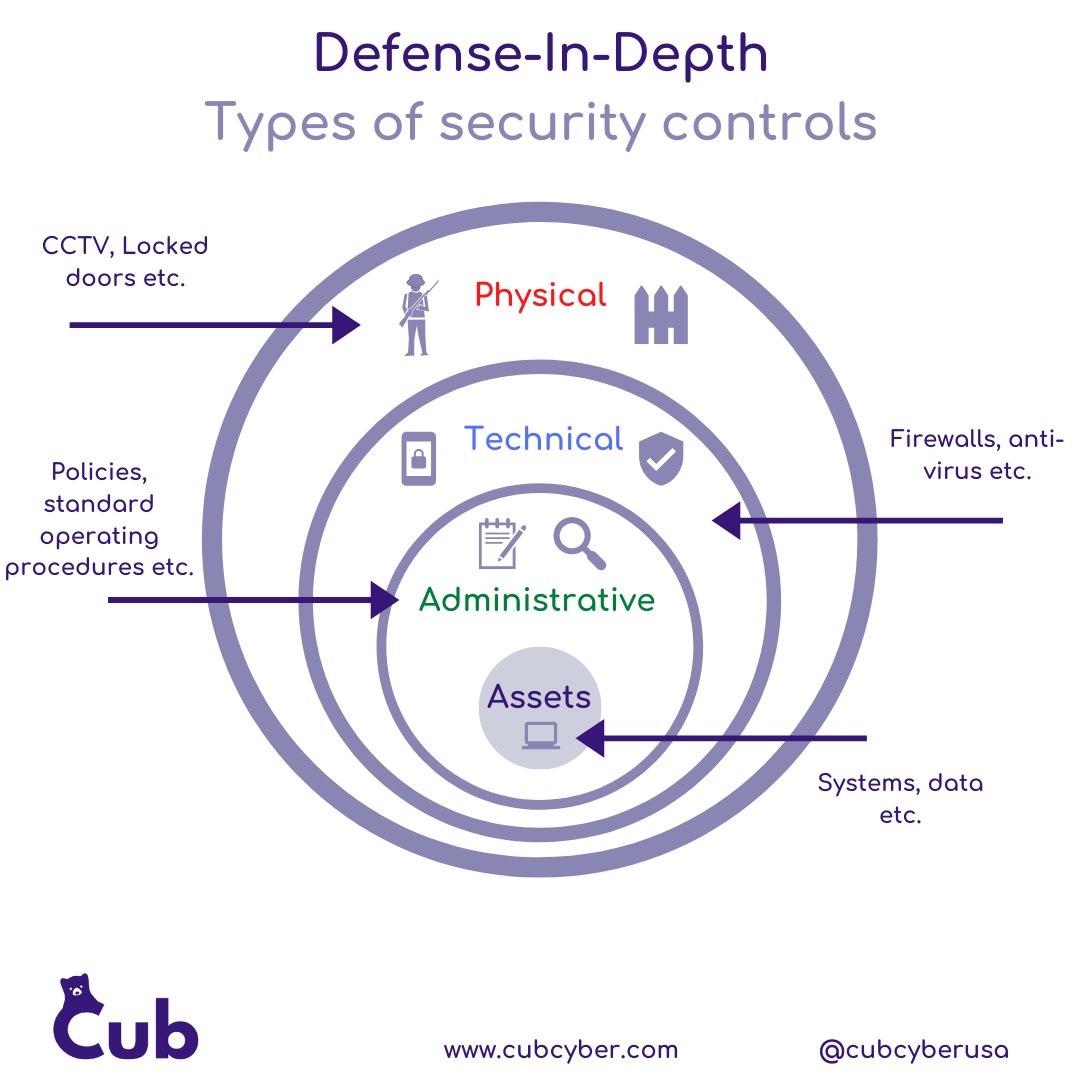 Defense-In-Depth
Types of security controls
CCTV, Locked
doors etc.
Physical
Technical
Firewalls, anti-
virus etc.
Policies,
standard
operating
procedures etc.
Administrative
Assets
Systems, data
etc.
Cub
www.cubcyber.com
@cubcyberusa